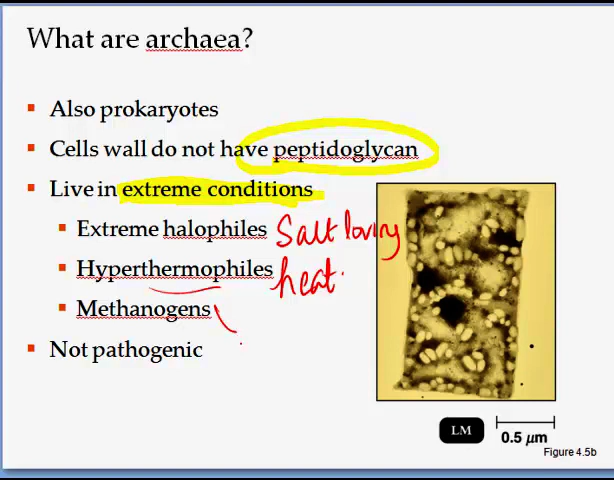 What are archaea?
Also prokaryotes
Cells wall do not have peptidoglycan
Live in extreme conditions
Extreme halophiles Salt loving
Hyperthermophiles heat.
Methanogens
Not pathogenic
LM
0.5 µm
Figure 4.5b